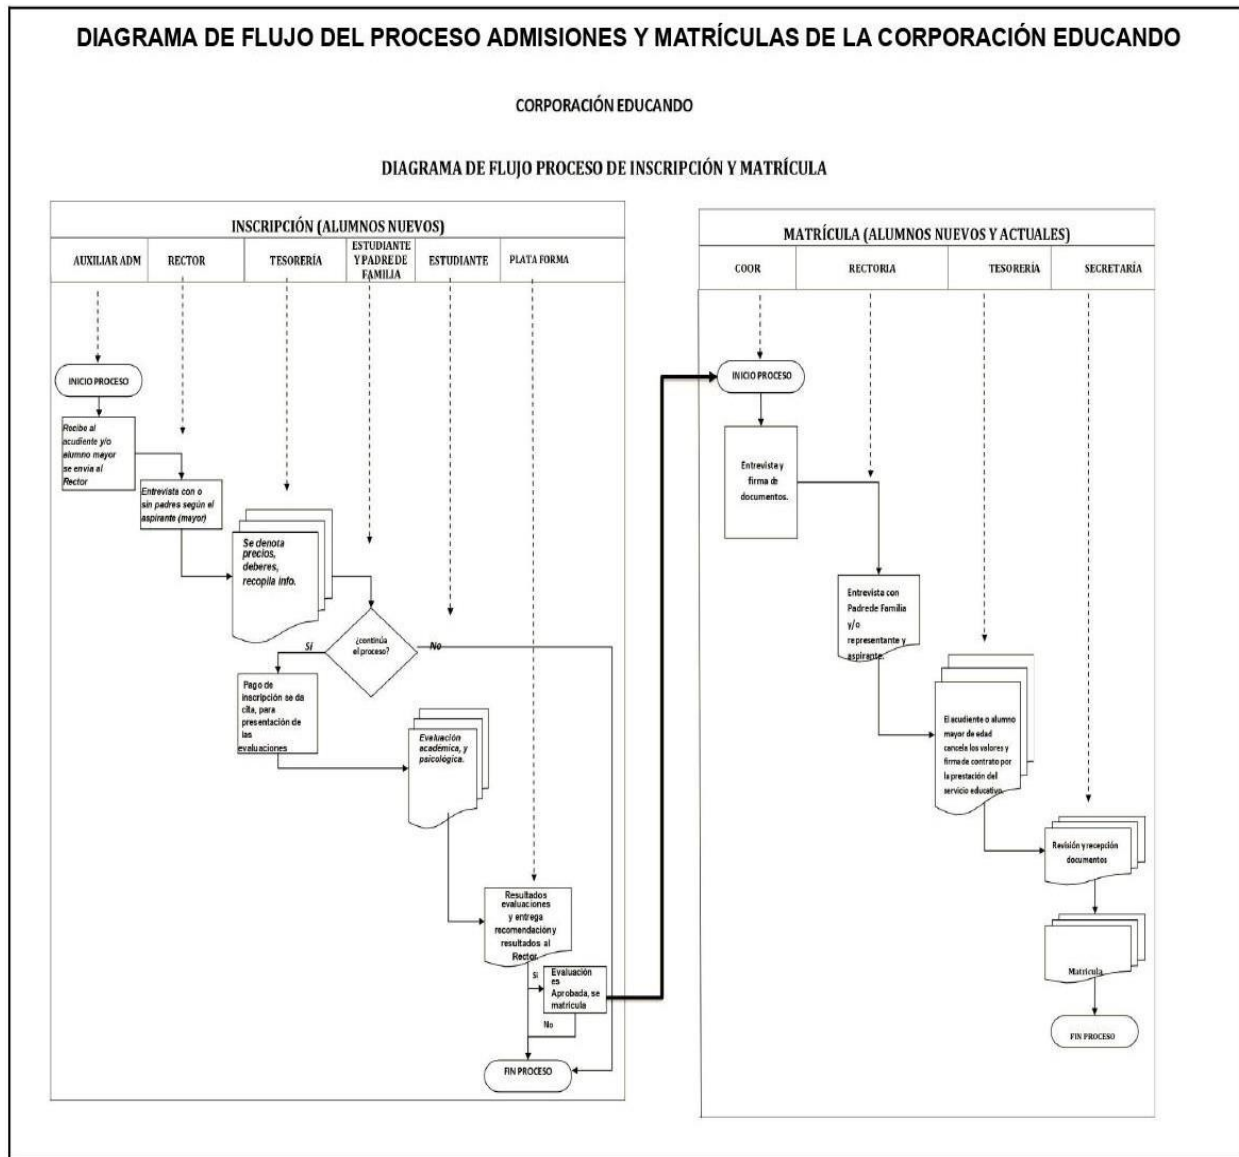 DIAGRAMA DE FLUJO DEL PROCESO ADMISIONES Y MATRÍCULAS DE LA CORPORACIÓN EDUCANDO
CORPORACIÓN EDUCANDO
DIAGRAMA DE FLUJO PROCESO DE INSCRIPCIÓN Y MATRÍCULA
INSCRIPCIÓN (ALUMNOS NUEVOS)
AUXILIAR ADM
RECTOR
TESORERÍA
ESTUDIANTE
Y PADRE DE
FAMILIA
ESTUDIANTE
PLATA FORMA
INICIO PROCESO
Recibe al
acudiente y/o
alumno mayor
se envía al
Rector
Entrevista con o
sin padres según el
aspirante (mayor)
Se denota
precios,
deberes,
recopila info.
¿continúa
el proceso?
Sí
No
Pago de
inscripción se da
cita, para
presentación de
las
evaluaciones
Evaluación
académica, y
psicológica.
Resultados
evaluaciones
y entrega
recomendación y
resultados al
Rector.
Si
Evaluación
es
Aprobada, se
matricula
No
FIN PROCESO
MATRÍCULA (ALUMNOS NUEVOS Y ACTUALES)
COOR
RECTORIA
TESORERÍA
SECRETARÍA
INICIO PROCESO
Entrevista y
firma de
documentos.
Entrevista con
Padrede Familia
y/o
representante y
aspirante.
El acudiente o alumno
mayor de edad
cancela los valores y
firma de contrato por
la prestación del
servicio educativo.
Revisión y recepción
documentos
Matricula
FIN PROCESO